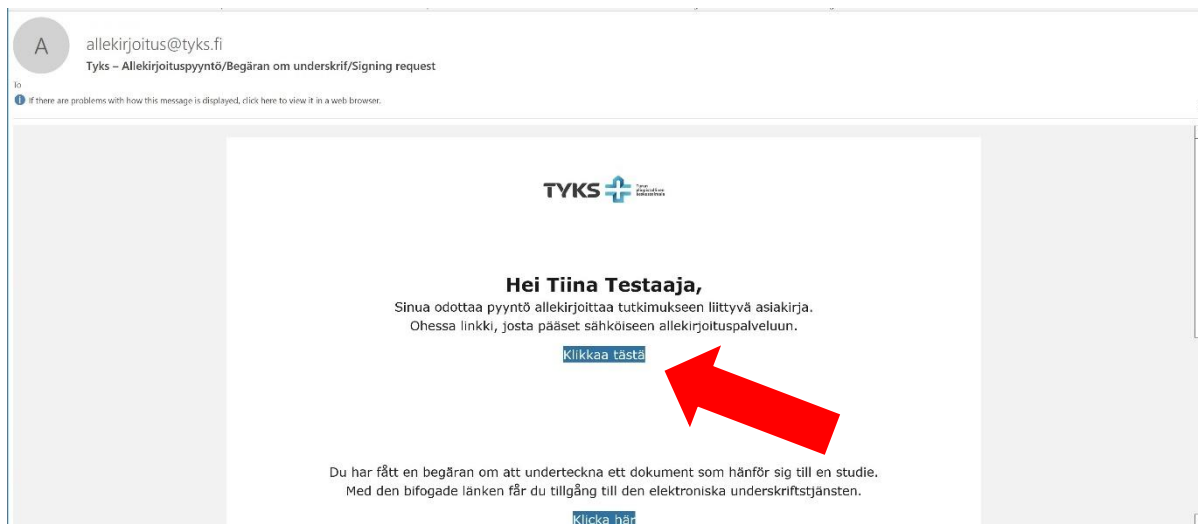 A
allekirjoitus@tyks.fi
Tyks – Allekirjoituspyyntö/Begäran om underskrif/Signing request
To
If there are problems with how this message is displayed, click here to view it in a web browser.
TYKS
Hei Tiina Testaaja,
Sinua odottaa pyyntö allekirjoittaa tutkimukseen liittyvä asiakirja.
Ohessa linkki, josta pääset sähköiseen allekirjoituspalveluun.
Klikkaa tästä
Du har fått en begäran om att underteckna ett dokument som hänför sig till en studie.
Med den bifogade länken får du tillgång till den elektroniska underskriftstjänsten.
Klicka här